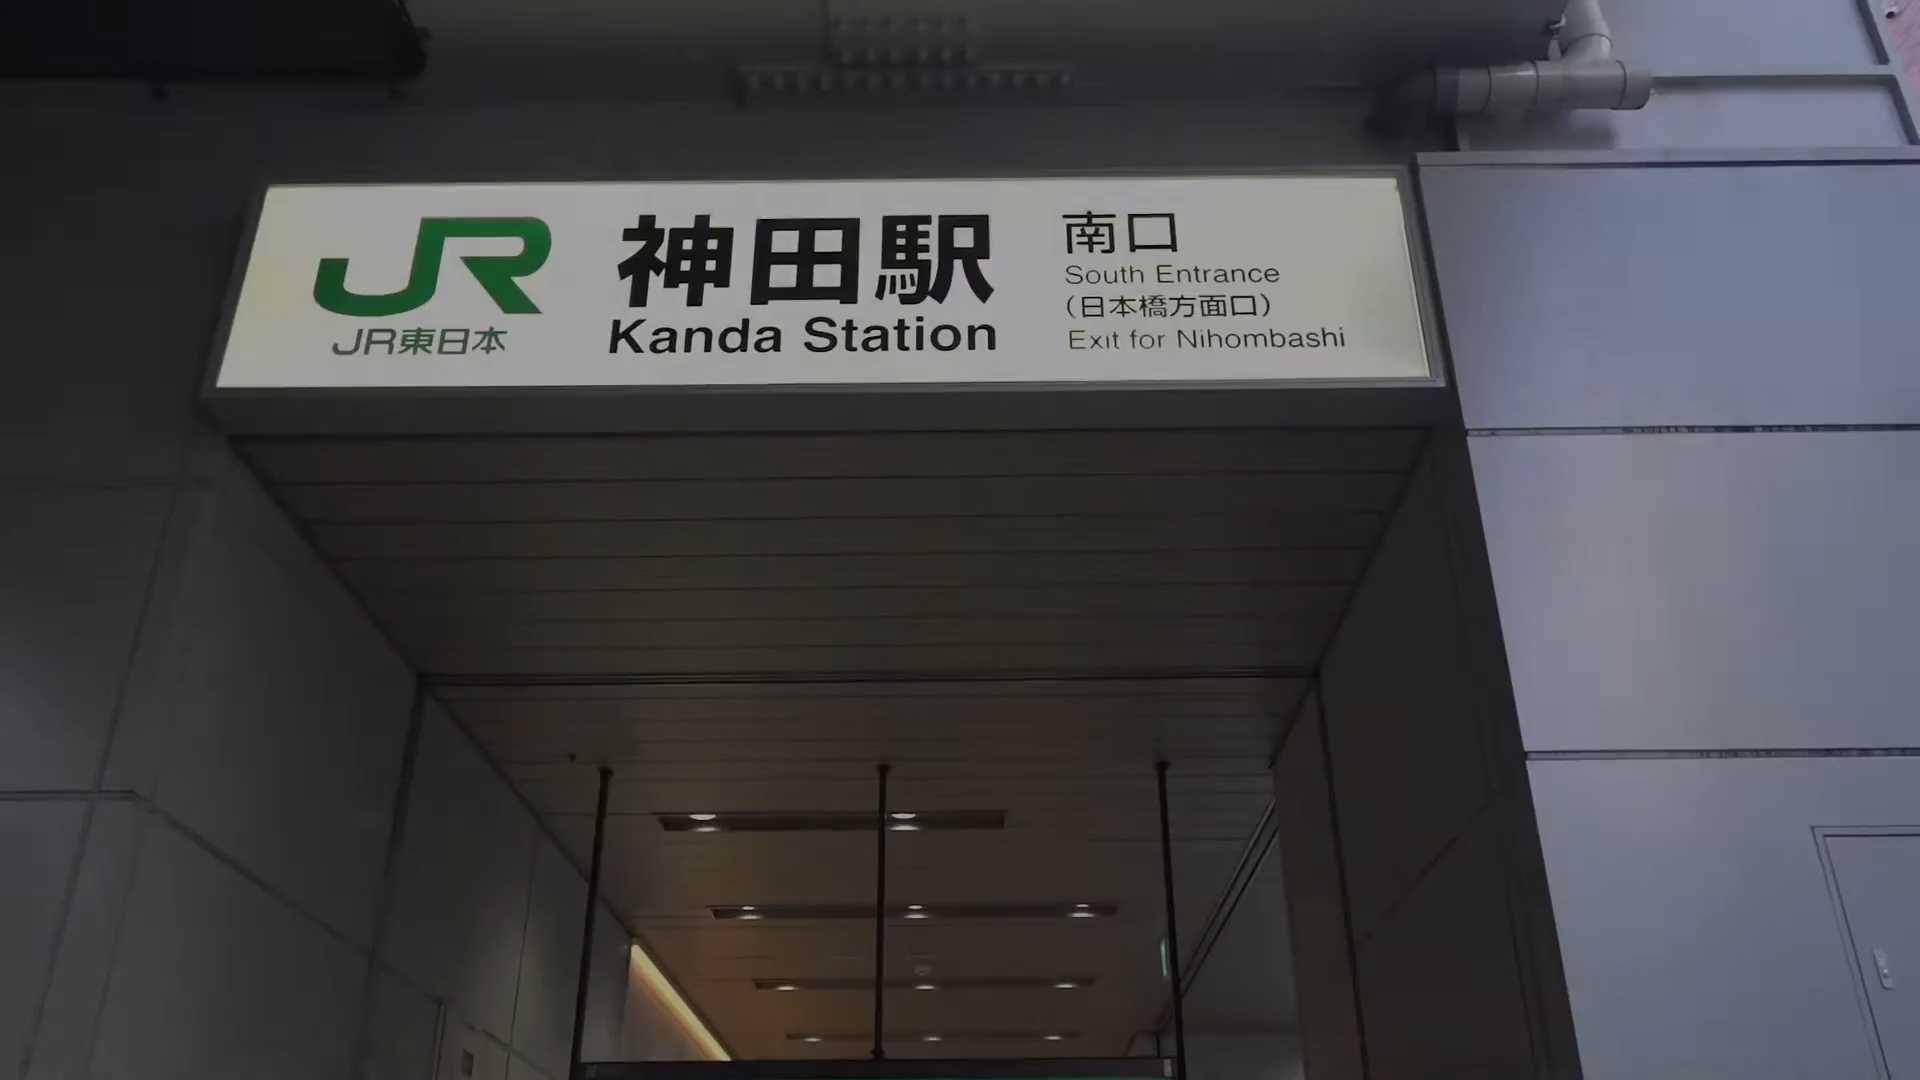 JR
JR東日本
神田駅
Kanda Station
南口
South Entrance
(日本橋方面口)
Exit for Nihombashi